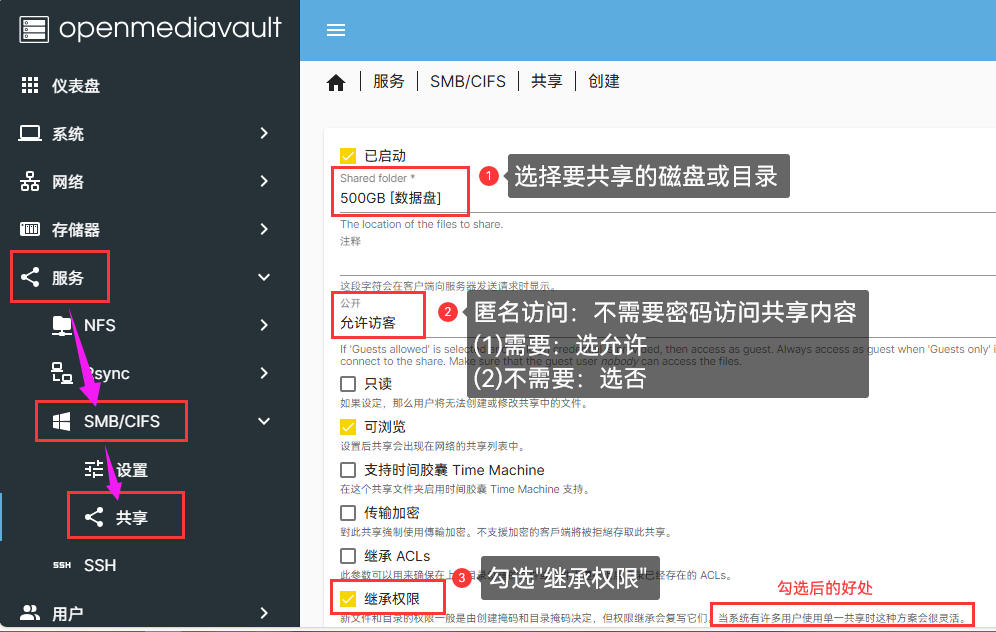 openmediavault
仪表盘
系统
网络
存储器
服务
NFS
Rsync
SMB/CIFS
设置
共享
SSH
SSH
用户
服务
SMB/CIFS
共享
创建
已启动
Shared folder *
500GB [数据盘]
1
选择要共享的磁盘或目录
The location of the files to share.
注释
这段字符会在客户端向服务器发送请求时显示。
公开
允许访客
2
匿名访问：不需要密码访问共享内容
(1)需要：选允许
(2)不需要：选否
If 'Guests allowed' is selected
then access as guest. Always access as guest when 'Guests only' i
connect to the share. Make sure that the guest user nobody can access the files.
只读
如果设定，那么用户将无法创建或修改共享中的文件。
可浏览
设置后共享会出现在网络的共享列表中。
支持时间胶囊 Time Machine
在这个共享文件夹启用时间胶囊 Time Machine 支持。
传输加密
對此共享強制使用傳輸加密。不支援加密的客戶端將被拒絕存取此共享。
继承 ACLs
此参数可以用来确保在上
已经存在的 ACLs。
3
勾选"继承权限"
继承权限
勾选后的好处
新文件和目录的权限一般是由创建掩码和目录掩码决定，但权限继承会复写它们。当系统有许多用户使用单一共享时这种方案会很灵活。